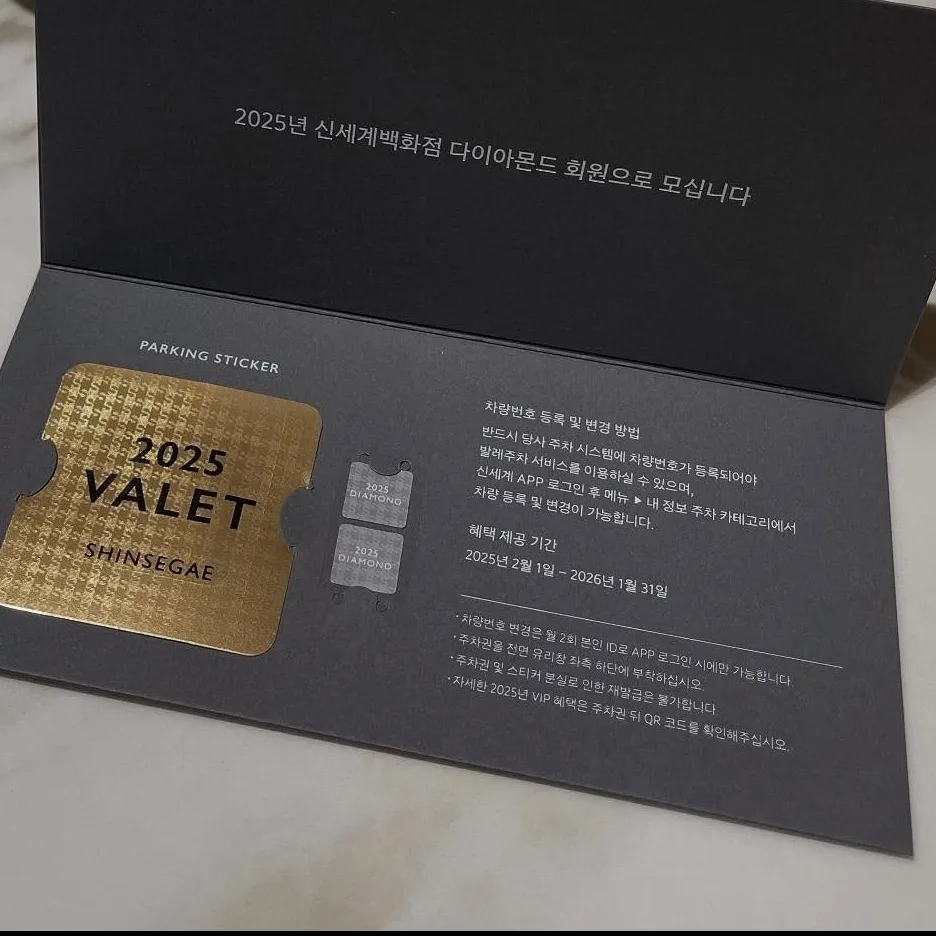 2025년 신세계백화점 다이아몬드 회원으로 모십니다
PARKING STICKER
2025
VALET
SHINSEGAE
2025
DIAMOND
2025
DIAMOND
차량번호 등록 및 변경 방법
반드시 당사 주차 시스템에 차량번호가 등록되어야
발레주차 서비스를 이용하실 수 있으며,
신세계 APP 로그인 후 메뉴 ▶ 내 정보 주차 카테고리에서
차량 등록 및 변경이 가능합니다.
혜택 제공 기간
2025년 2월 1일 – 2026년 1월 31일
* 차량번호 변경은 월 2회 본인 ID로 APP 로그인 시에만 가능합니다.
* 주차권을 전면 유리창 좌측 하단에 부착하십시오.
* 주차권 및 스티커 분실로 인한 재발급은 불가합니다.
* 자세한 2025년 VIP 혜택은 주차권 뒤 QR 코드를 확인해주십시오.